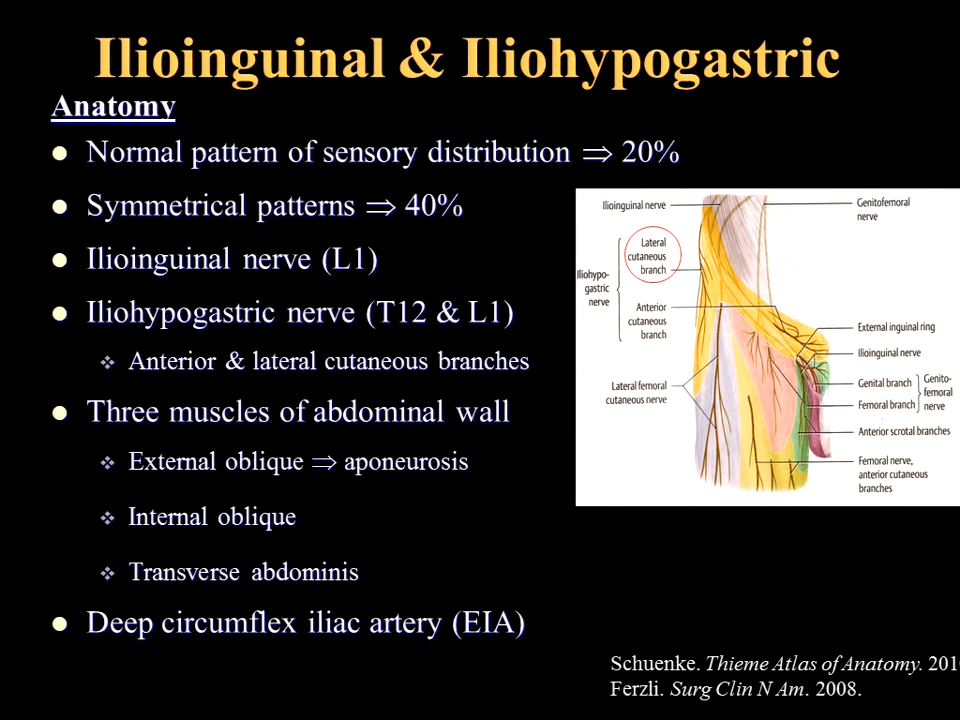 Ilioinguinal & Iliohypogastric
Anatomy
Normal pattern of sensory distribution ⇒ 20%
Symmetrical patterns ⇒ 40%
Ilioinguinal nerve (L1)
Iliohypogastric nerve (T12 & L1)
Anterior & lateral cutaneous branches
Three muscles of abdominal wall
External oblique ⇒ aponeurosis
Internal oblique
Transverse abdominis
Deep circumflex iliac artery (EIA)
Ilioinguinal nerve
Lateral
cutaneous
branch
Iliohypo-
gastric
nerve
Anterior
cutaneous
branch
Lateral femoral
cutaneous nerve
Genitofemoral
nerve
External inguinal ring
Ilioinguinal nerve
Genital branch
Femoral branch
Genito-
femoral
nerve
Anterior scrotal branches
Femoral nerve,
anterior cutaneous
branches
Schuenke. Thieme Atlas of Anatomy.
Ferzli. Surg Clin N Am. 2008.